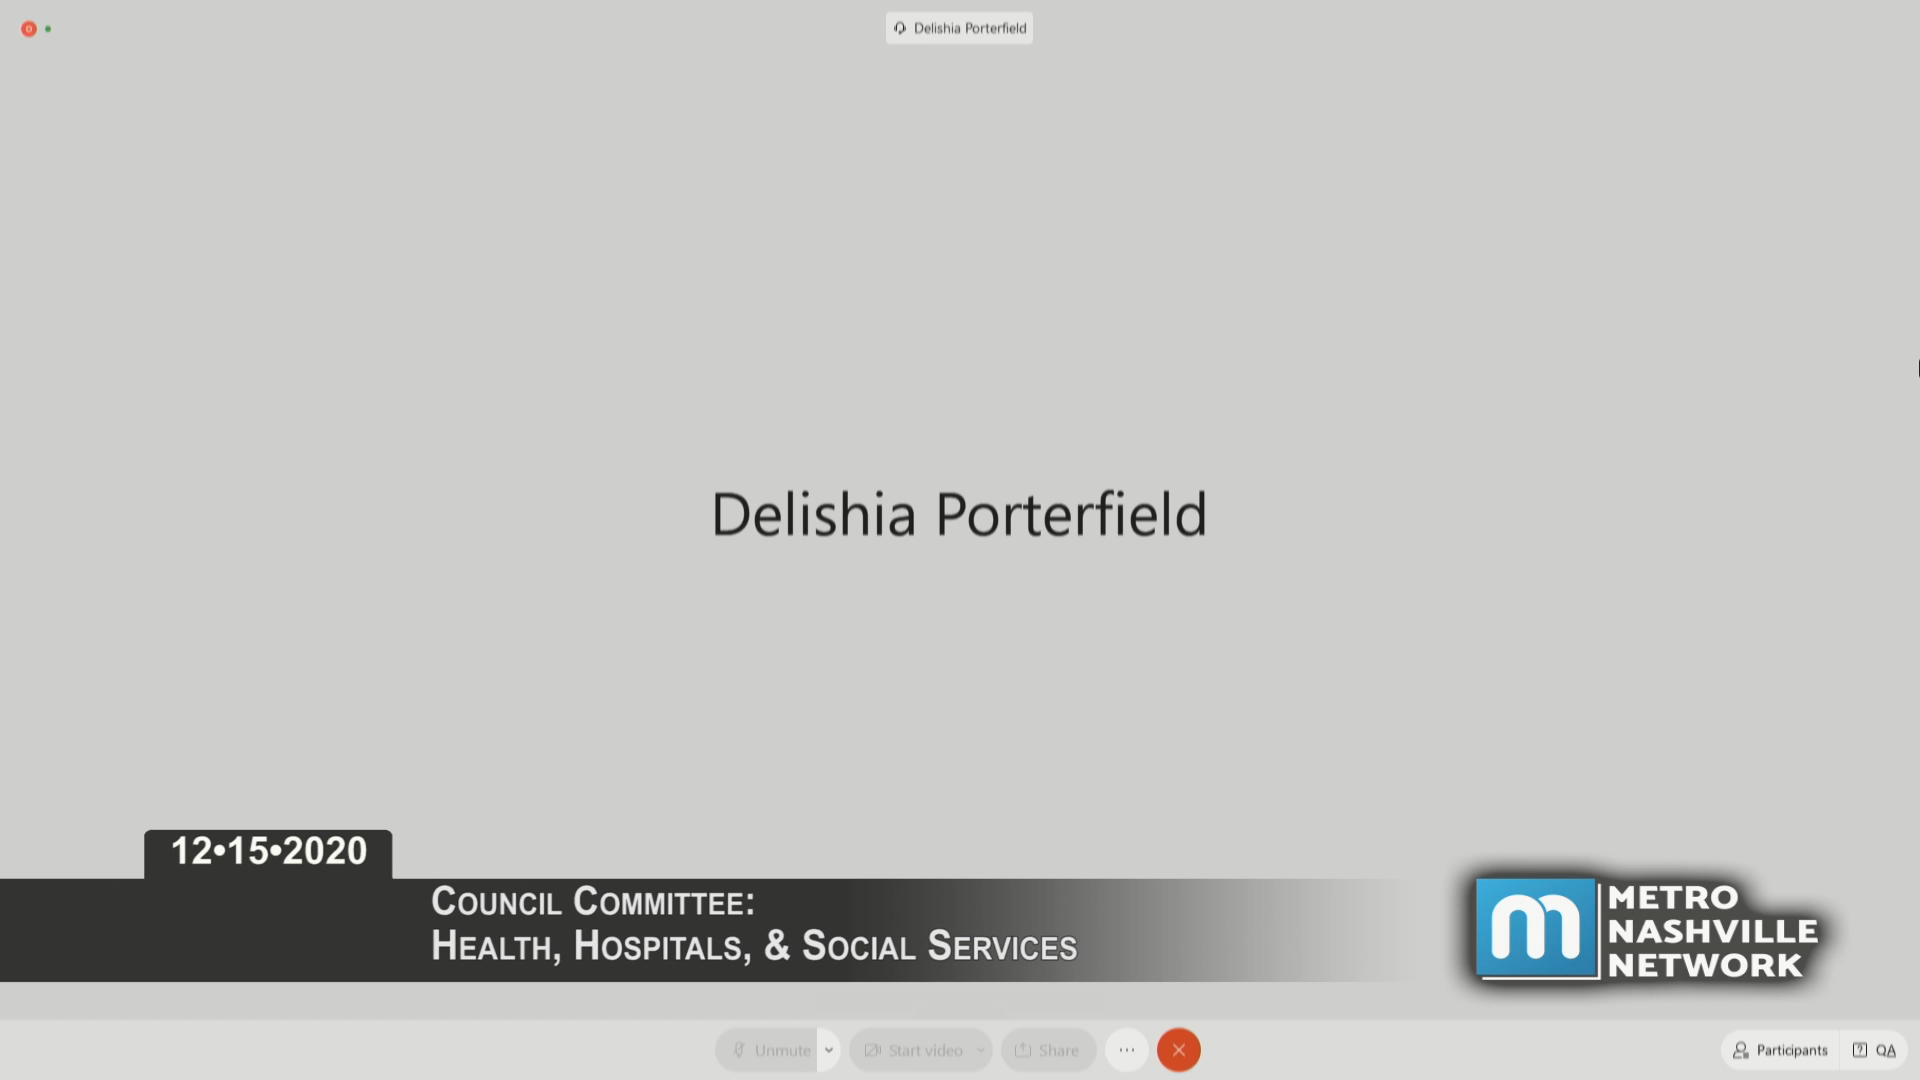 Delishia Porterfield
Delishia Porterfield
12•15•2020
COUNCIL COMMITTEE:
HEALTH, HOSPITALS, & SOCIAL SERVICES
m
METRO
NASHVILLE
NETWORK
Unmute
Start video
Share
Participants
QA